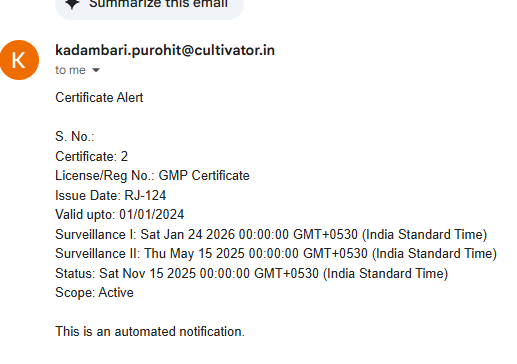 Summarize this email
K
kadambari.purohit@cultivator.in
to me
Certificate Alert
S. No.:
Certificate: 2
License/Reg No.: GMP Certificate
Issue Date: RJ-124
Valid upto: 01/01/2024
Surveillance I: Sat Jan 24 2026 00:00:00 GMT+0530 (India Standard Time)
Surveillance II: Thu May 15 2025 00:00:00 GMT+0530 (India Standard Time)
Status: Sat Nov 15 2025 00:00:00 GMT+0530 (India Standard Time)
Scope: Active
This is an automated notification.